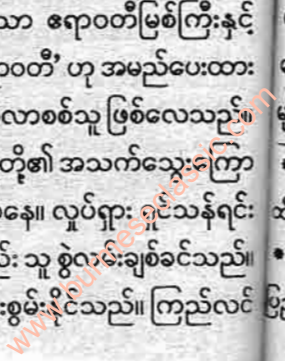 သာ ဧရာဝတီမြစ်ကြီးနှင့်
ာဝတီ' ဟု အမည်ပေးထား
လာစစ်သူ ဖြစ်လေသည်။
တို့၏ အသက်သွေးကြော
နေ။ လှုပ်ရှား ရှင်သန်ရင်း
်း သူ စွဲလမ်းချစ်ခင်သည်။
းစွမ်းနိုင်သည်။ ကြည်လင်
www.burmeseclassic.com